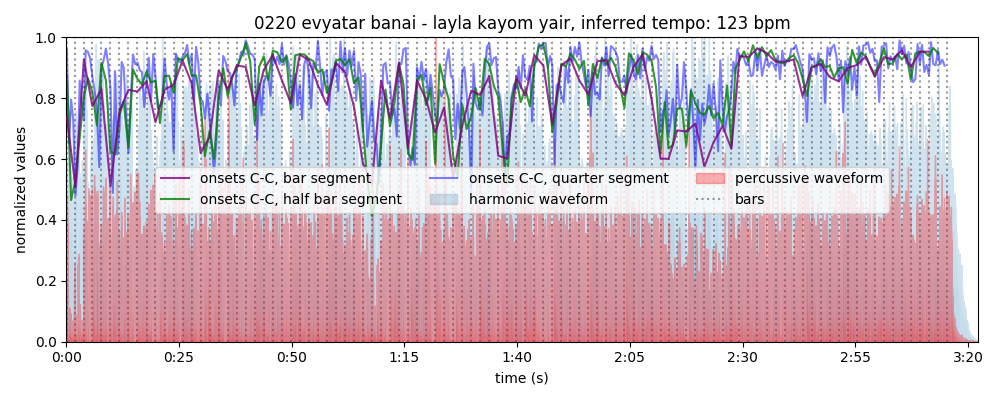 0220 evyatar banai - layla kayom yair, inferred tempo: 123 bpm
1.0
0.8
0.6
0.4
0.2
0.0
normalized values
onsets C-C, bar segment
onsets C-C, half bar segment
onsets C-C, quarter segment
harmonic waveform
percussive waveform
bars
0:00 0:25 0:50 1:15 1:40 2:05 2:30 2:55 3:20
time (s)